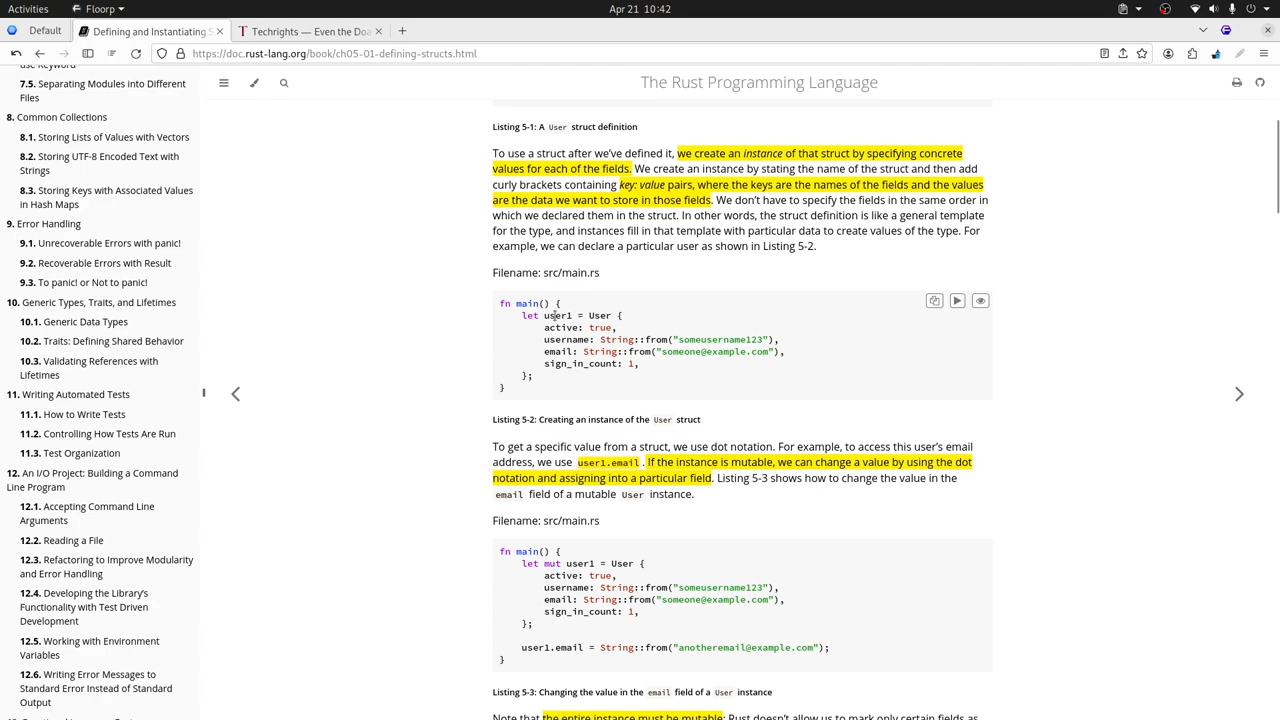 Activities
Floorp
Apr 21 10:42
Default
Defining and Instantiating S
Techrights — Even the Doa
https://doc.rust-lang.org/book/ch05-01-defining-structs.html
use Keyword
7.5. Separating Modules into Different
Files
8. Common Collections
8.1. Storing Lists of Values with Vectors
8.2. Storing UTF-8 Encoded Text with
Strings
8.3. Storing Keys with Associated Values
in Hash Maps
9. Error Handling
9.1. Unrecoverable Errors with panic!
9.2. Recoverable Errors with Result
9.3. To panic! or Not to panic!
10. Generic Types, Traits, and Lifetimes
10.1. Generic Data Types
10.2. Traits: Defining Shared Behavior
10.3. Validating References with
Lifetimes
11. Writing Automated Tests
11.1. How to Write Tests
11.2. Controlling How Tests Are Run
11.3. Test Organization
12. An I/O Project: Building a Command
Line Program
12.1. Accepting Command Line
Arguments
12.2. Reading a File
12.3. Refactoring to Improve Modularity
and Error Handling
12.4. Developing the Library's
Functionality with Test Driven
Development
12.5. Working with Environment
Variables
12.6. Writing Error Messages to
Standard Error Instead of Standard
Output
The Rust Programming Language
Listing 5-1: A User struct definition
To use a struct after we've defined it, we create an instance of that struct by specifying concrete
values for each of the fields. We create an instance by stating the name of the struct and then add
curly brackets containing key: value pairs, where the keys are the names of the fields and the values
are the data we want to store in those fields. We don't have to specify the fields in the same order in
which we declared them in the struct. In other words, the struct definition is like a general template
for the type, and instances fill in that template with particular data to create values of the type. For
example, we can declare a particular user as shown in Listing 5-2.
Filename: src/main.rs
fn main() {
let user1 = User {
active: true,
username: String::from("someusername123"),
email: String::from("someone@example.com"),
sign_in_count: 1,
};
}
Listing 5-2: Creating an instance of the User struct
To get a specific value from a struct, we use dot notation. For example, to access this user's email
address, we use user1.email. If the instance is mutable, we can change a value by using the dot
notation and assigning into a particular field. Listing 5-3 shows how to change the value in the
email field of a mutable User instance.
Filename: src/main.rs
fn main() {
let mut user1 = User {
active: true,
username: String::from("someusername123"),
email: String::from("someone@example.com"),
sign_in_count: 1,
};
user1.email = String::from("anotheremail@example.com");
}
Listing 5-3: Changing the value in the email field of a User instance
Note that the entire instance must be mutable; Rust doesn't allow us to mark only certain fields as